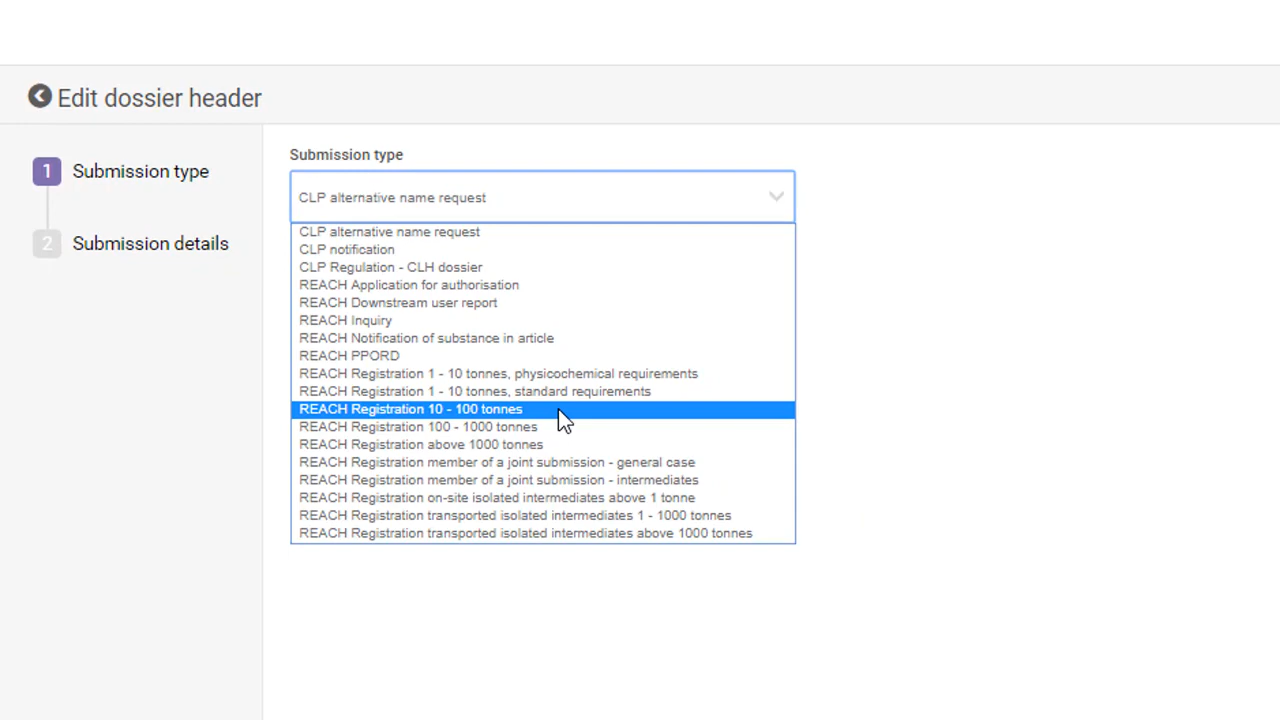 Edit dossier header
1 Submission type
2 Submission details
Submission type
CLP alternative name request
CLP alternative name request
CLP notification
CLP Regulation - CLH dossier
REACH Application for authorisation
REACH Downstream user report
REACH Inquiry
REACH Notification of substance in article
REACH PPORD
REACH Registration 1 - 10 tonnes, physicochemical requirements
REACH Registration 1 - 10 tonnes, standard requirements
REACH Registration 10 - 100 tonnes
REACH Registration 100 - 1000 tonnes
REACH Registration above 1000 tonnes
REACH Registration member of a joint submission - general case
REACH Registration member of a joint submission - intermediates
REACH Registration on-site isolated intermediates above 1 tonne
REACH Registration transported isolated intermediates 1 - 1000 tonnes
REACH Registration transported isolated intermediates above 1000 tonnes